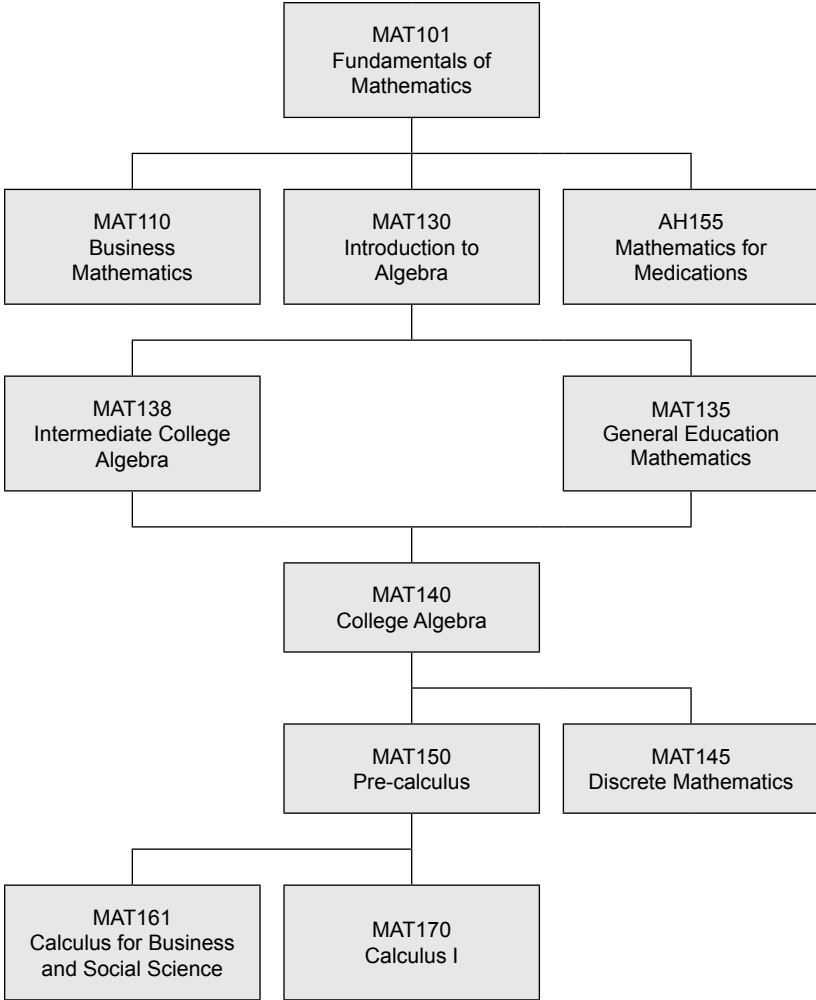 MAT101
Fundamentals of
Mathematics
MAT110
Business
Mathematics
MAT130
Introduction to
Algebra
AH155
Mathematics for
Medications
MAT138
Intermediate College
Algebra
MAT135
General Education
Mathematics
MAT140
College Algebra
MAT150
Pre-calculus
MAT145
Discrete Mathematics
MAT161
Calculus for Business
and Social Science
MAT170
Calculus I